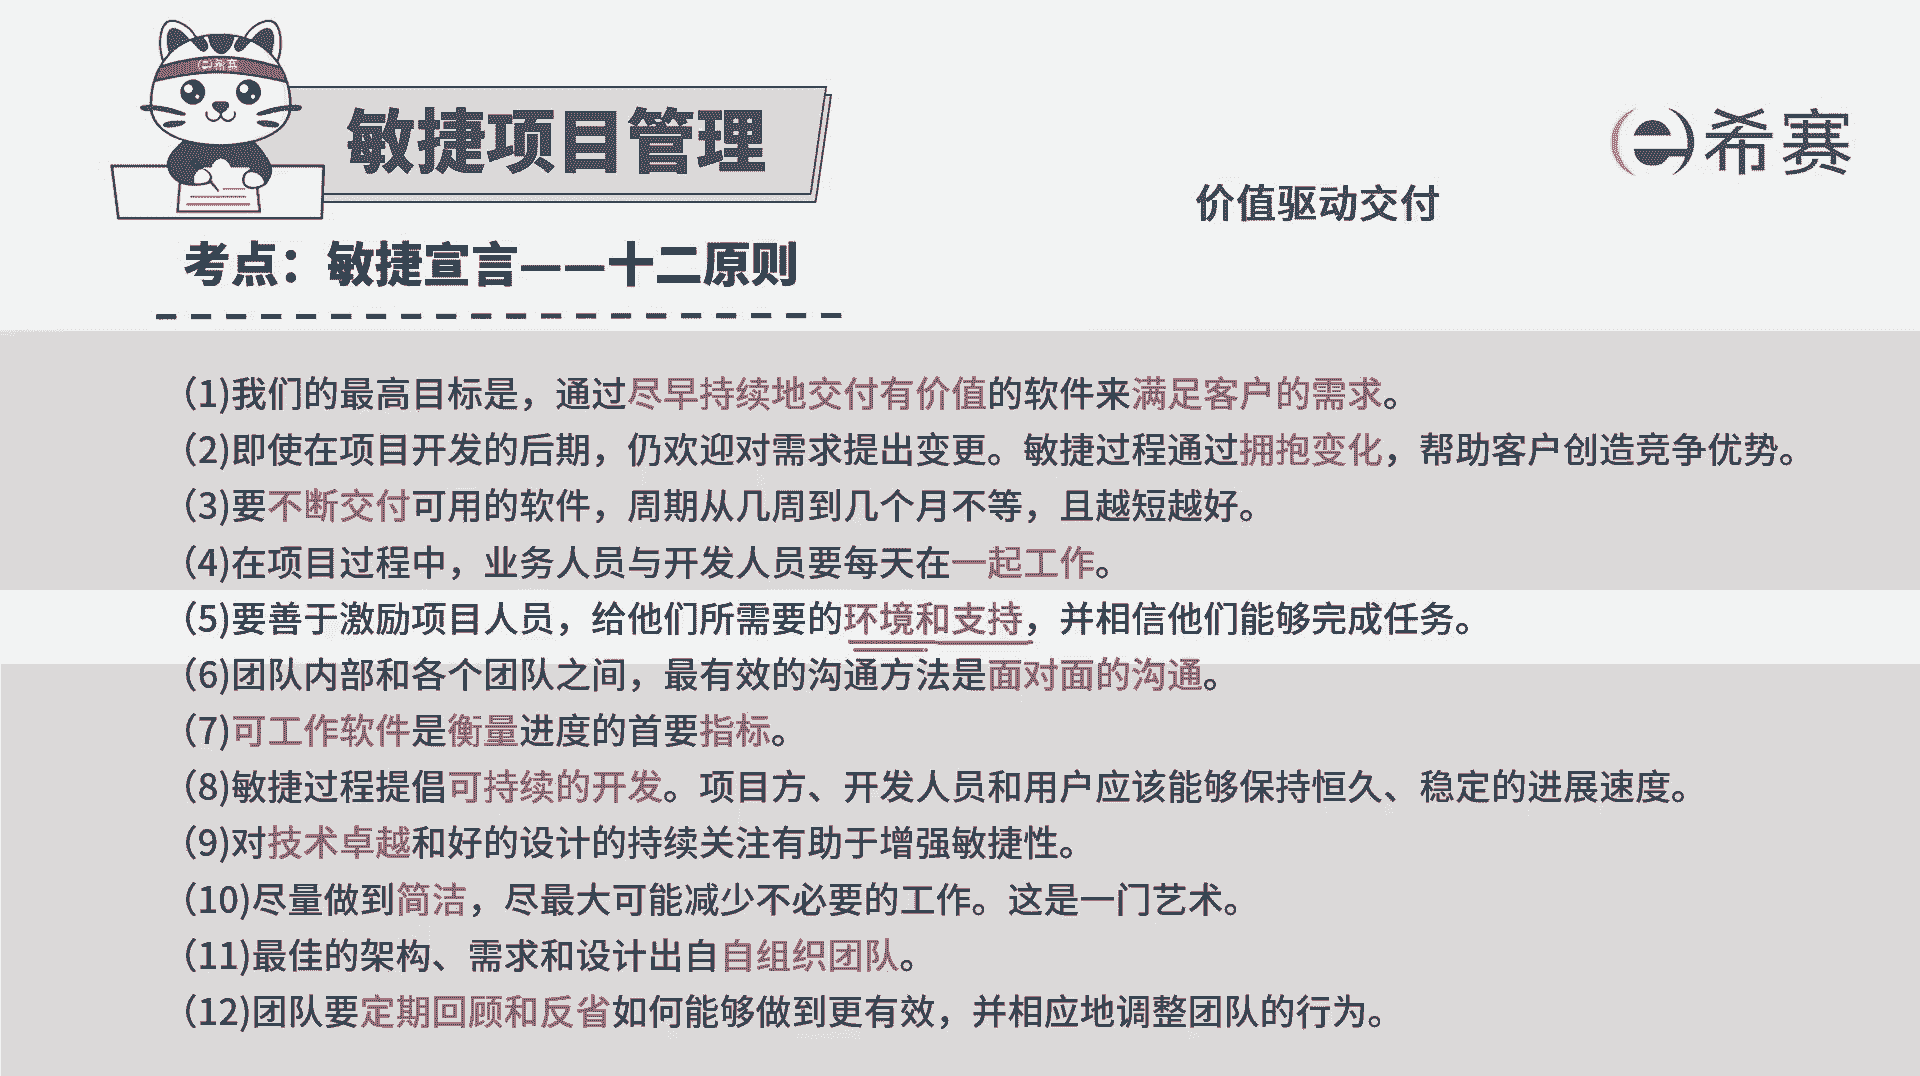 希赛
敏捷项目管理
希赛
价值驱动交付
考点：敏捷宣言——十二原则
(1)我们的最高目标是，通过尽早持续地交付有价值的软件来满足客户的需求。
(2)即使在项目开发的后期，仍欢迎对需求提出变更。敏捷过程通过拥抱变化，帮助客户创造竞争优势。
(3)要不断交付可用的软件，周期从几周到几个月不等，且越短越好。
(4)在项目过程中，业务人员与开发人员要每天在一起工作。
(5)要善于激励项目人员，给他们所需要的环境和支持，并相信他们能够完成任务。
(6)团队内部和各个团队之间，最有效的沟通方法是面对面的沟通。
(7)可工作软件是衡量进度的首要指标。
(8)敏捷过程提倡可持续的开发。项目方、开发人员和用户应该能够保持恒久、稳定的进展速度。
(9)对技术卓越和好的设计的持续关注有助于增强敏捷性。
(10)尽量做到简洁，尽最大可能减少不必要的工作。这是一门艺术。
(11)最佳的架构、需求和设计出自自组织团队。
(12)团队要定期回顾和反省如何能够做到更有效，并相应地调整团队的行为。